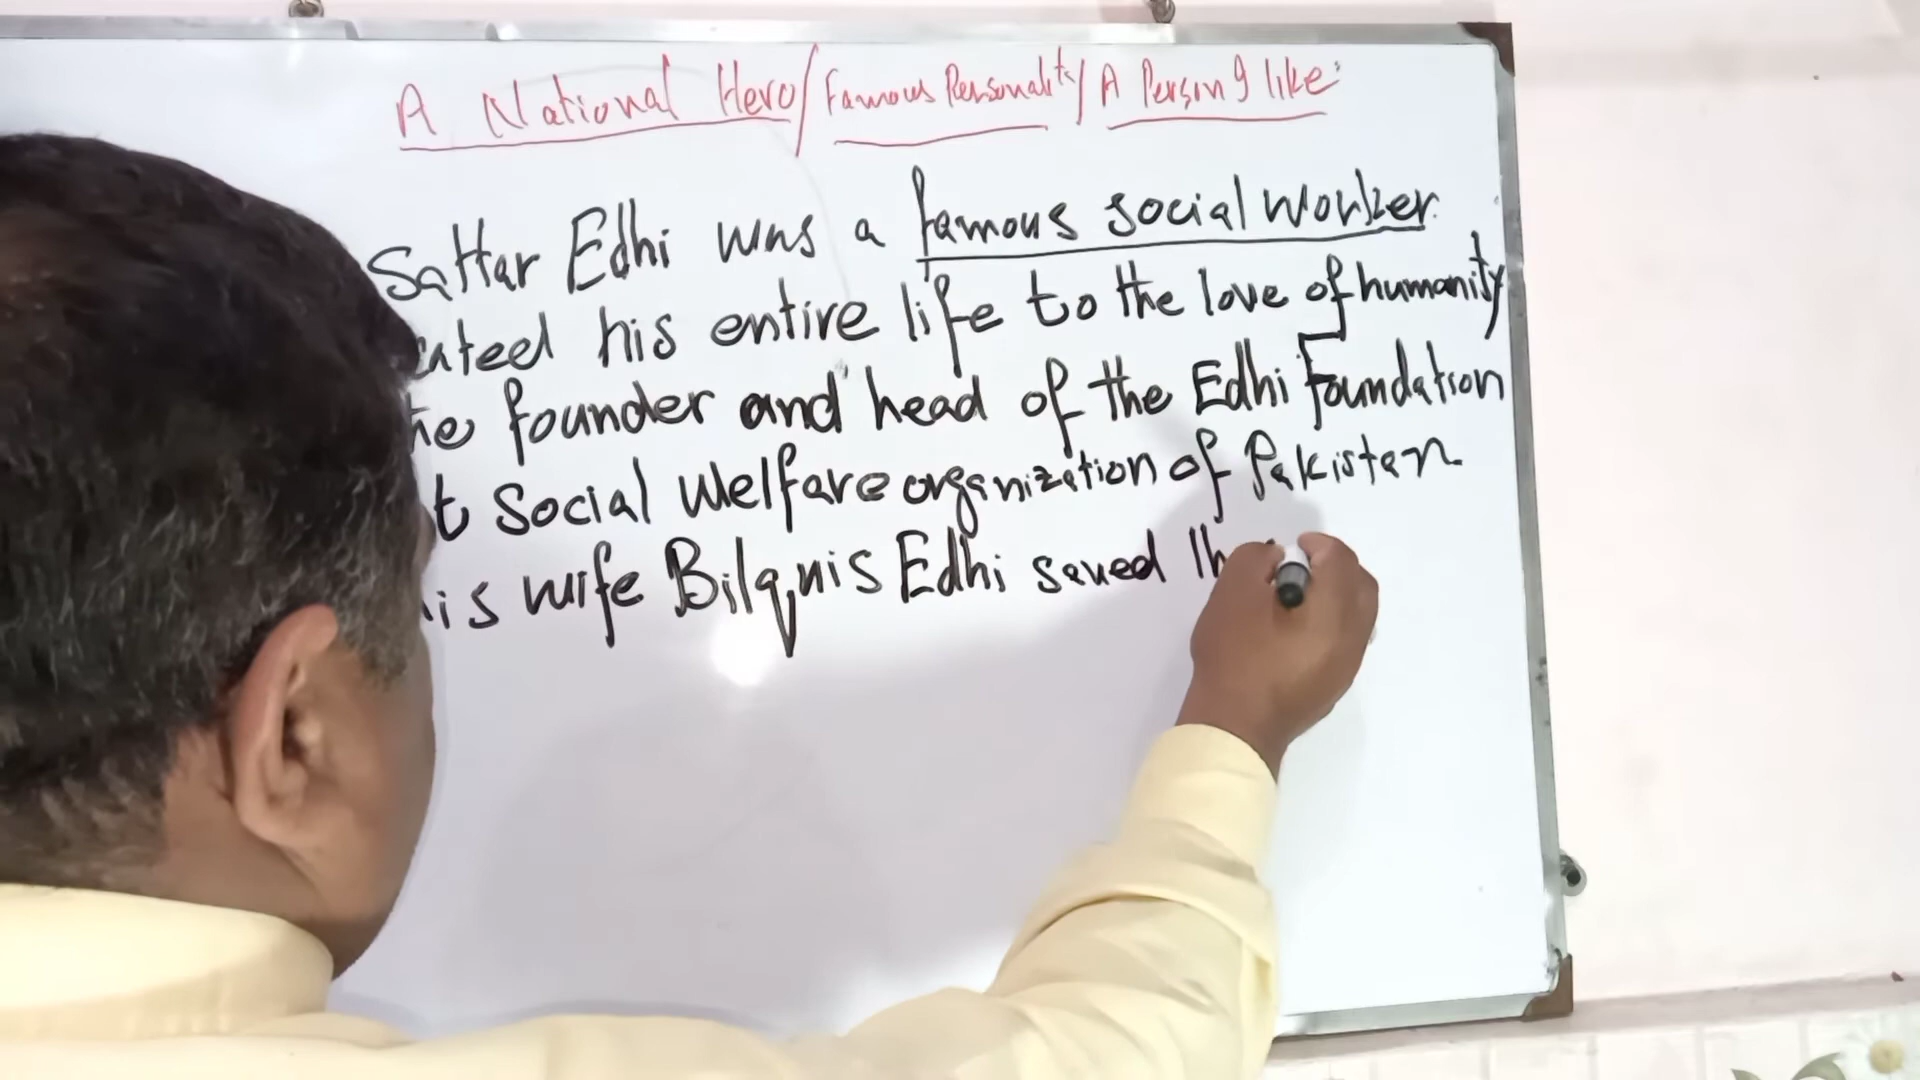 A National Hero/Famous Personality/A Person I like:
Sattar Edhi was a famous social worker.
his entire life to the love of humanity
founder and head of the Edhi Foundation
social welfare organization of Pakistan.
wife Bilquis Edhi saved